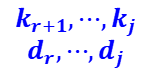 k_{r+1}, ⋯, k_j
d_r, ⋯, d_j